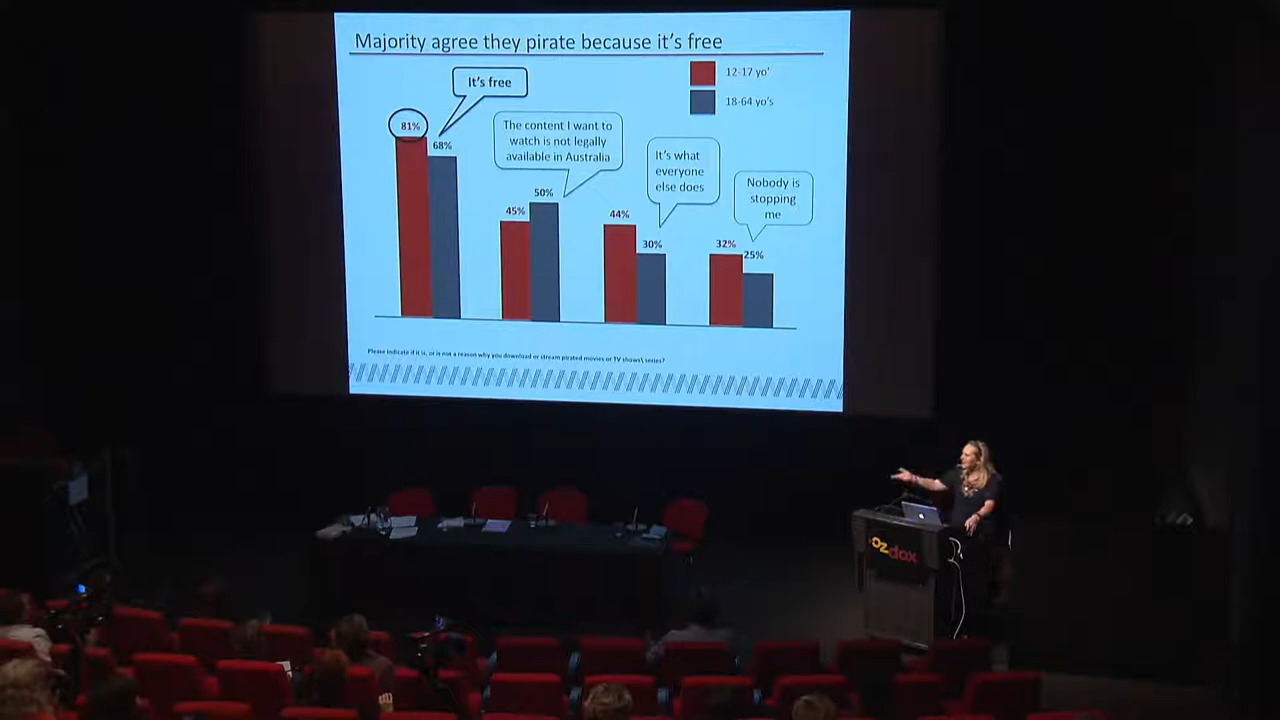 Majority agree they pirate because it's free
12-17 yo'
18-64 yo's
It's free
81%
68%
The content I want to
watch is not legally
available in Australia
45%
50%
It's what
everyone
else does
44%
30%
Nobody is
stopping
me
32%
25%
Please indicate if it is, or is not a reason why you download or stream pirated movies or TV shows\ series?
ozdox